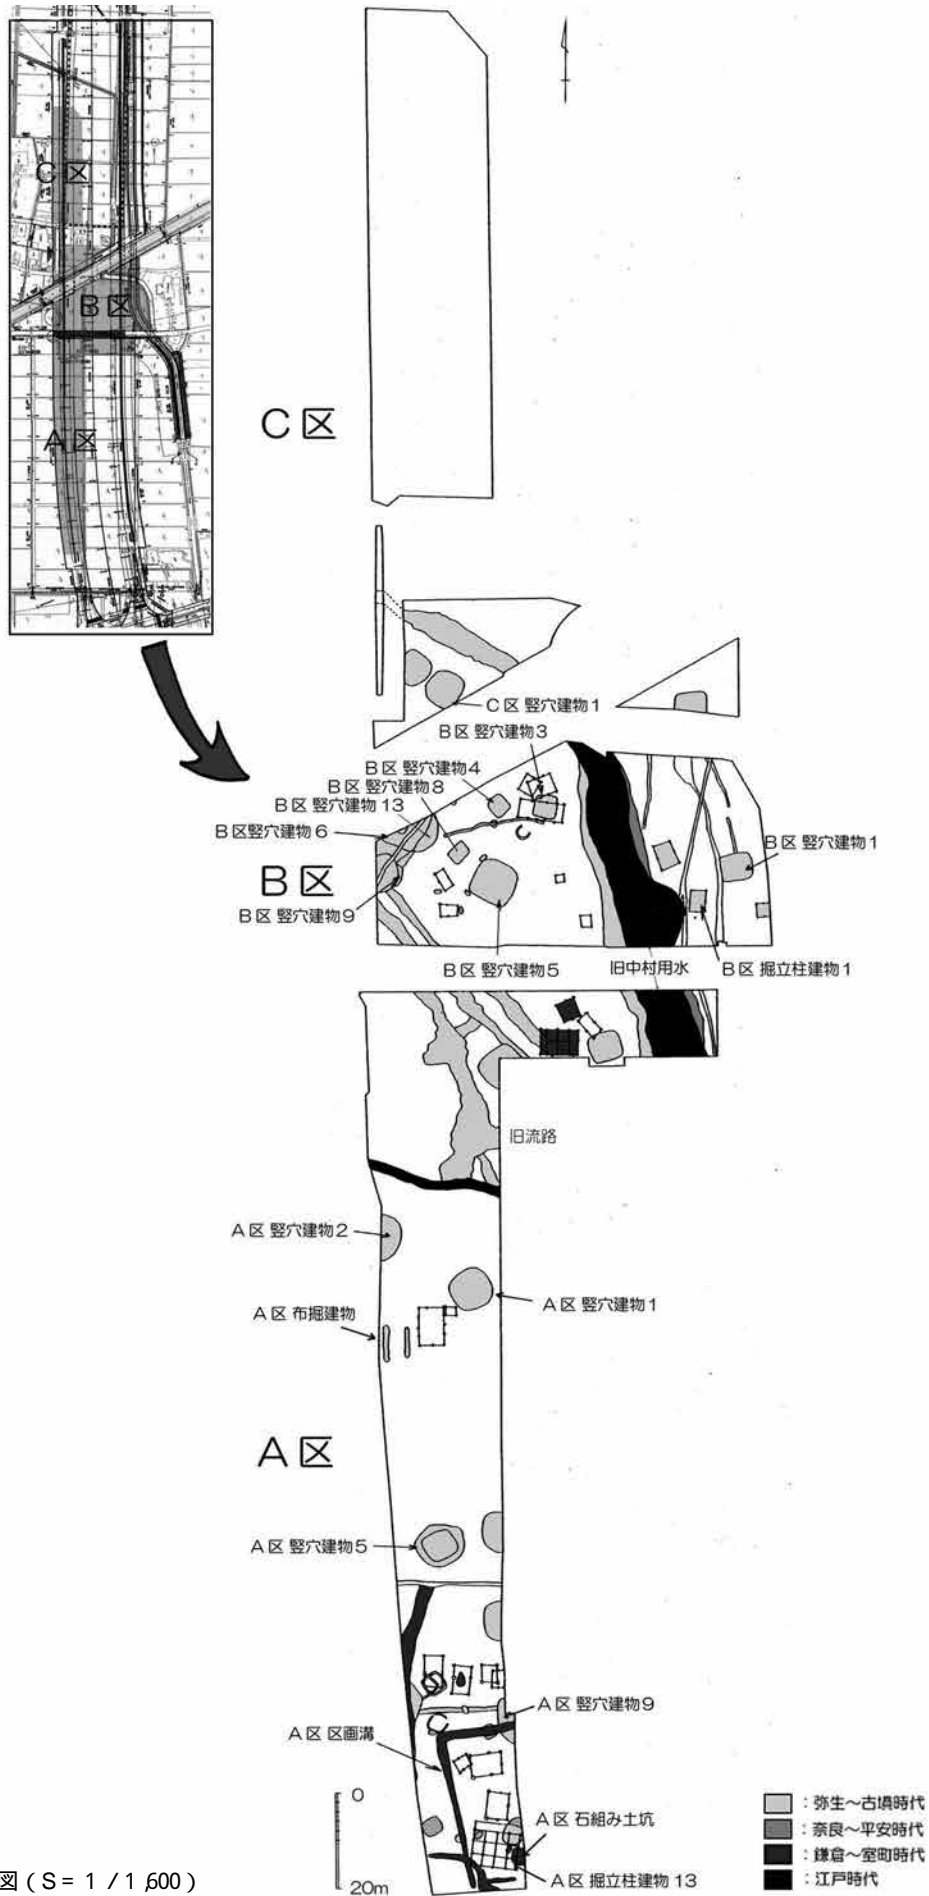 C区
B区
A区
C区
C区 竪穴建物1
B区 竪穴建物3
B区 竪穴建物4
B区 竪穴建物8
B区 竪穴建物13
B区竪穴建物6
B区 竪穴建物1
B区
B区 竪穴建物9
B区 竪穴建物5
旧中村用水
B区 掘立柱建物1
旧流路
A区 竪穴建物2
A区 竪穴建物1
A区 布掘建物
A区
A区 竪穴建物5
A区 竪穴建物9
A区 区画溝
0
20m
A区 石組み土坑
A区 掘立柱建物13
:弥生〜古墳時代
:奈良〜平安時代
:鎌倉〜室町時代
:江戸時代
図(S=1/1,600)